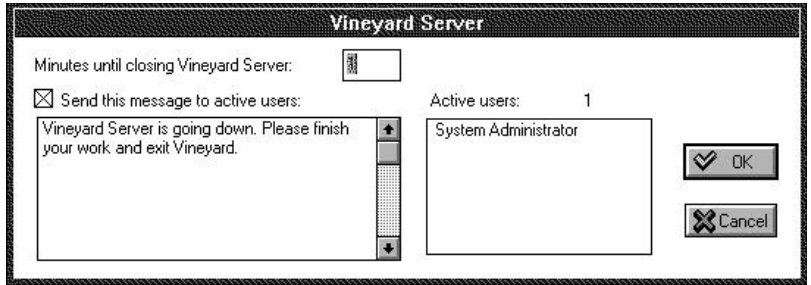 Vineyard Server
Minutes until closing Vineyard Server:
Send this message to active users:
Active users: 1
Vineyard Server is going down. Please finish
your work and exit Vineyard.
System Administrator
OK
Cancel